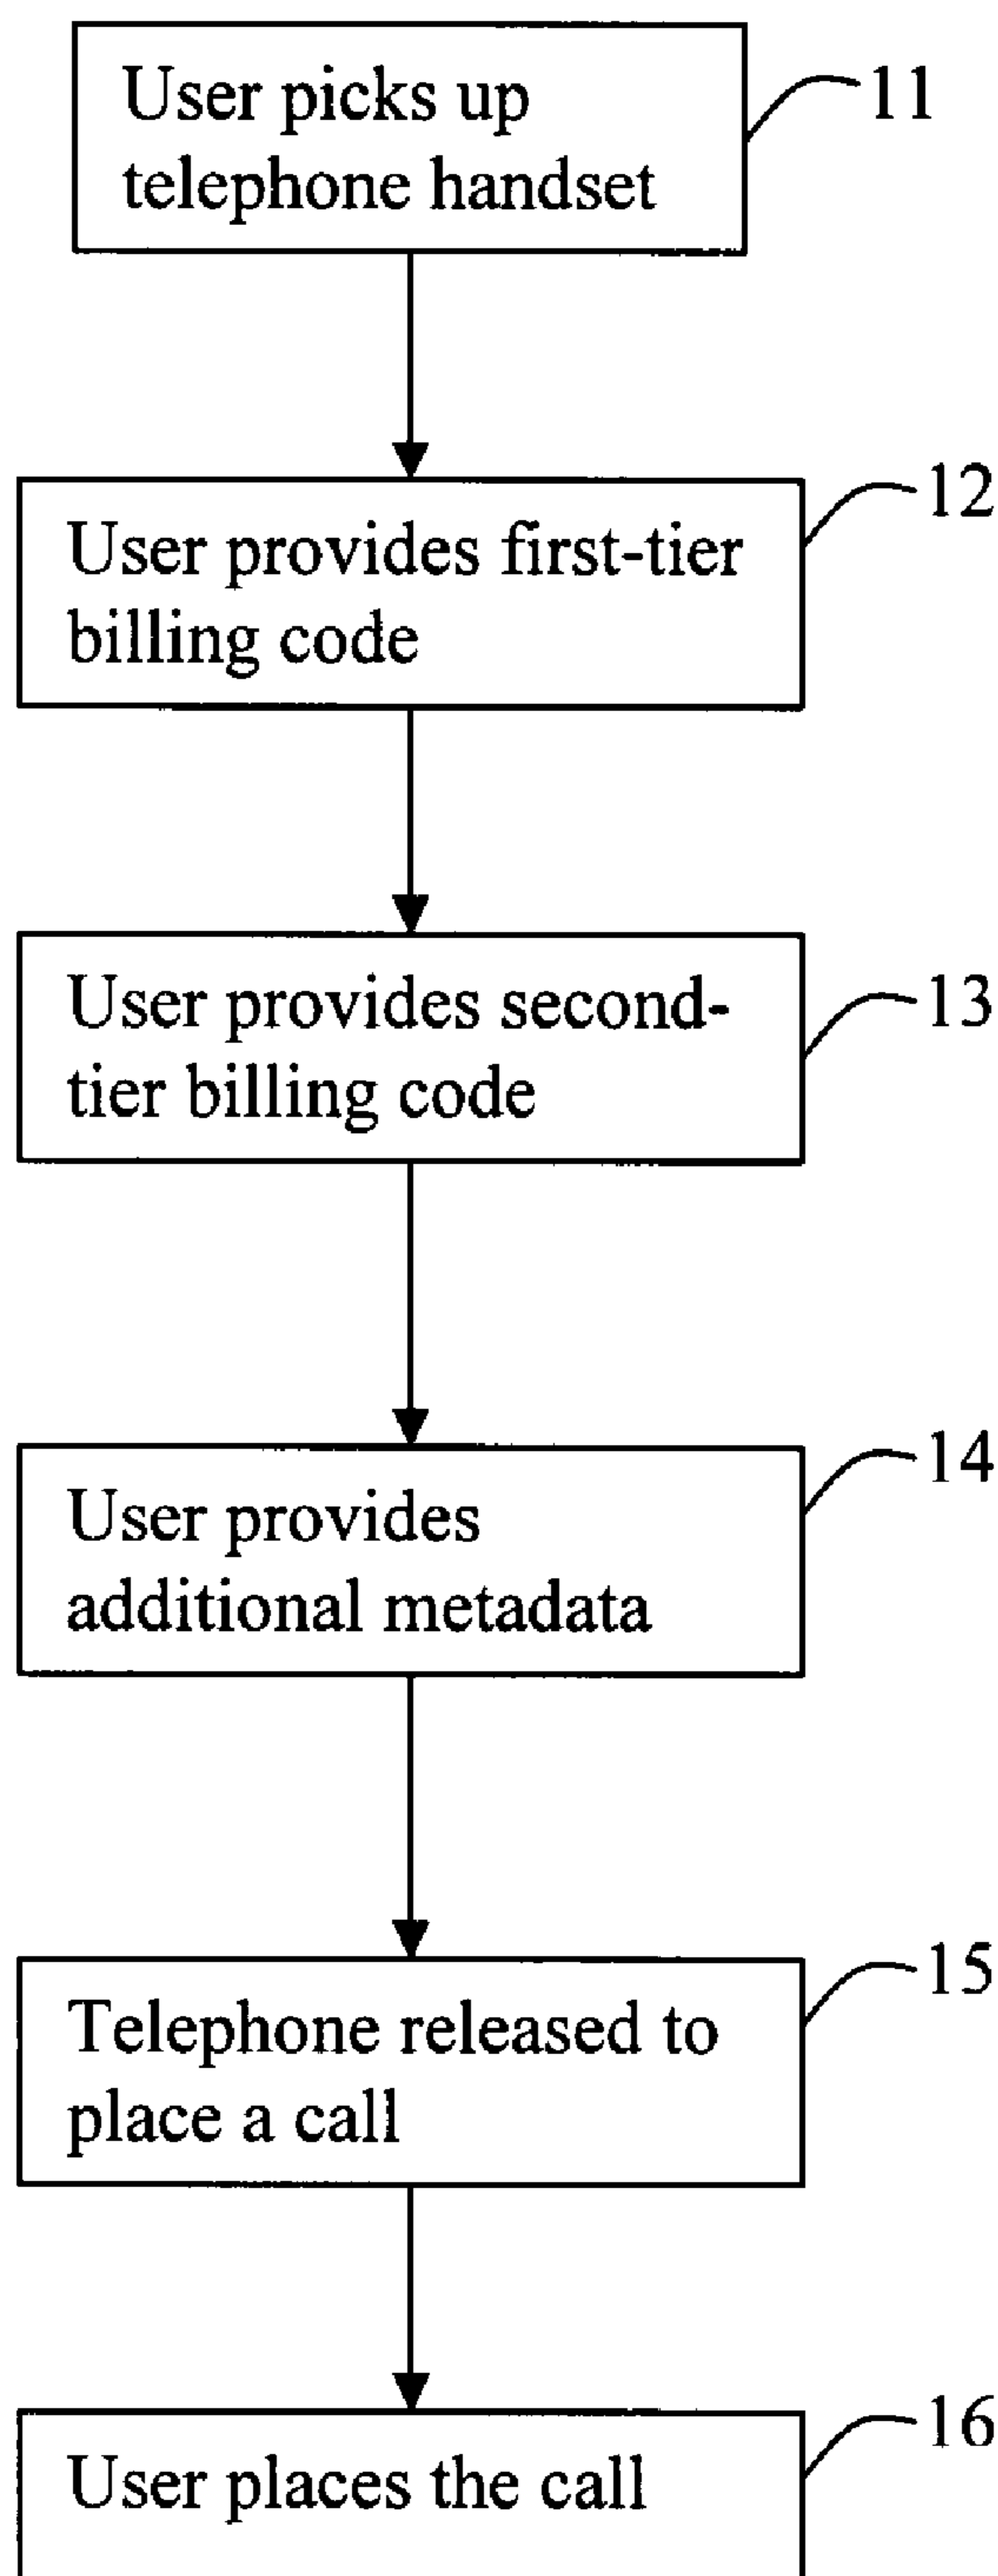 User picks up
telephone handset
11
User provides first-tier
billing code
12
User provides second-
tier billing code
13
User provides
additional metadata
14
Telephone released to
place a call
15
User places the call
16